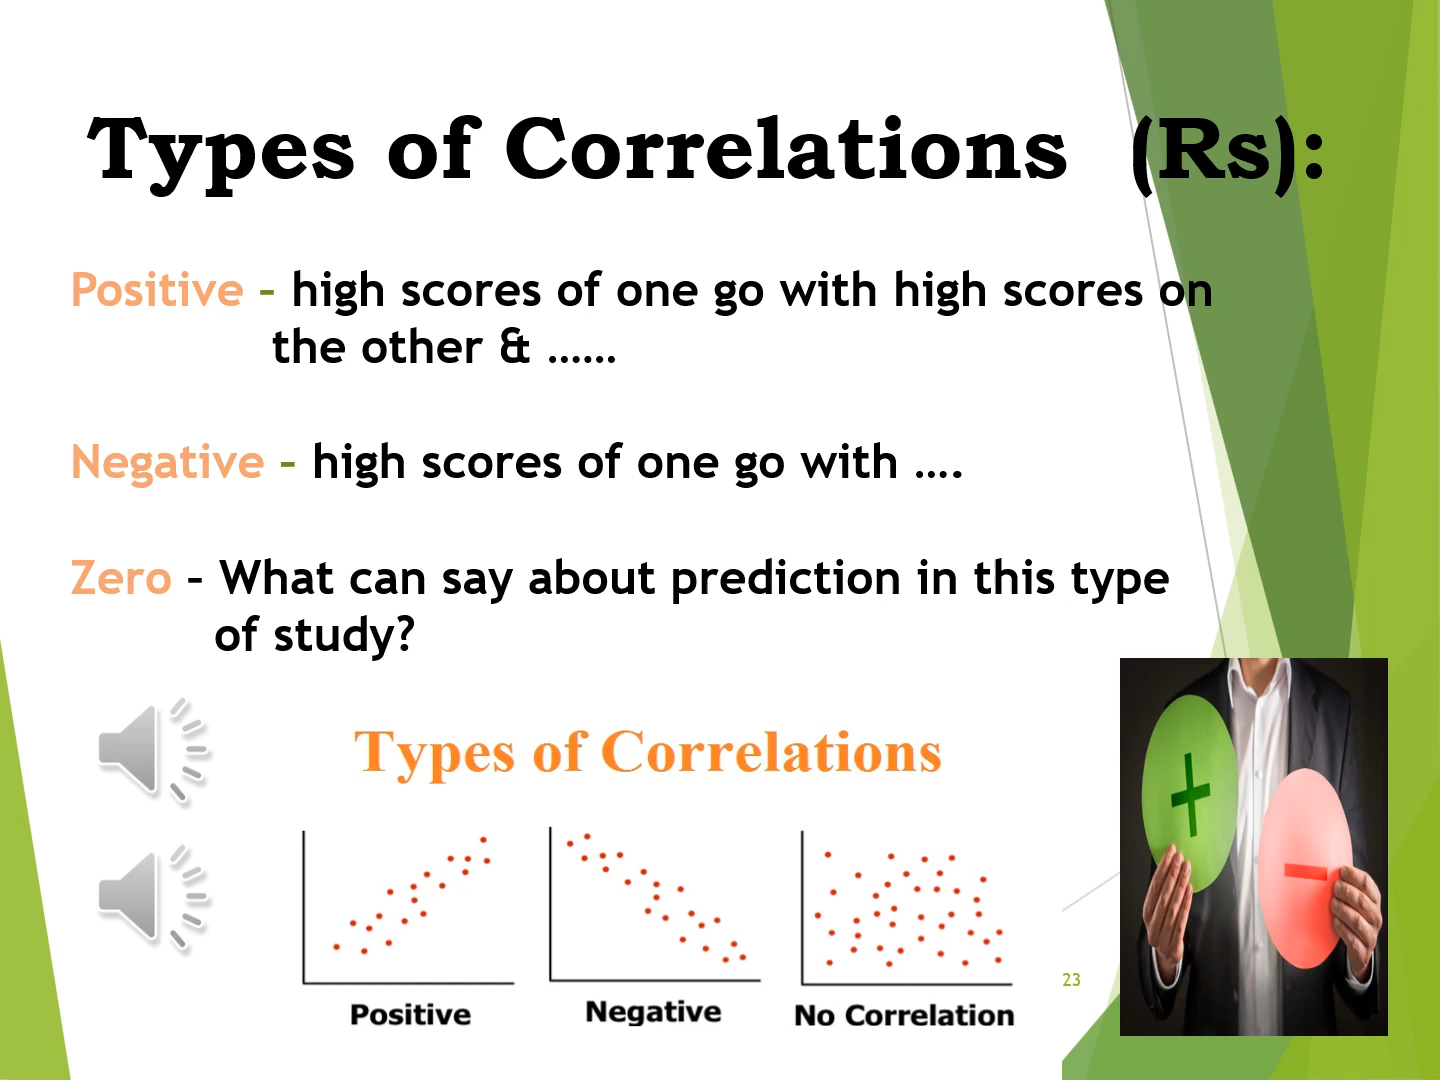 Types of Correlations (Rs):
Positive – high scores of one go with high scores on
the other & ……
Negative – high scores of one go with ….
Zero – What can say about prediction in this type
of study?
Types of Correlations
Positive
Negative
No Correlation
23